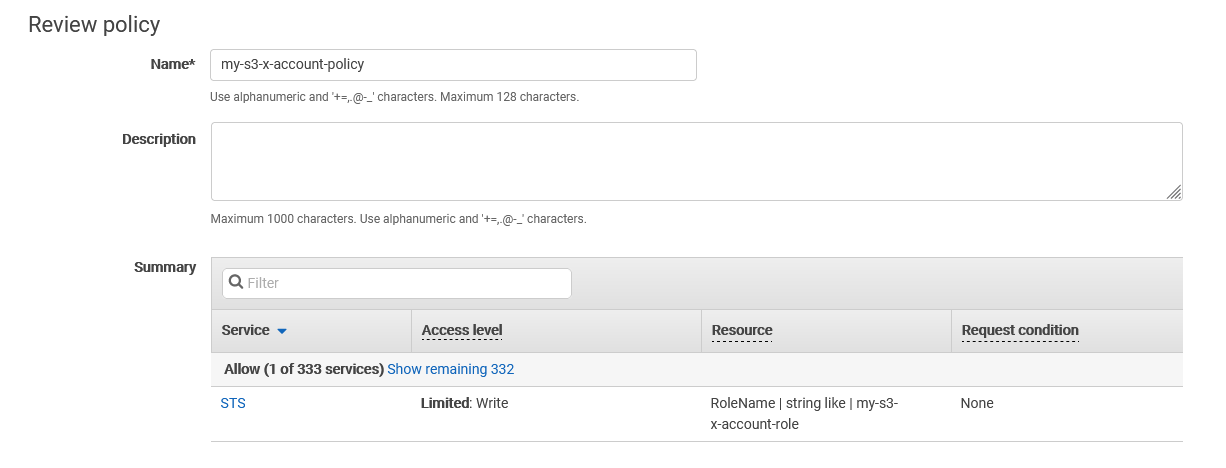 Review policy
Name*
my-s3-x-account-policy
Use alphanumeric and '+=,.@-_' characters. Maximum 128 characters.
Description
Maximum 1000 characters. Use alphanumeric and '+=,.@-_' characters.
Summary
Filter
Service Access level Resource Request condition
Allow (1 of 333 services) Show remaining 332
STS Limited: Write RoleName | string like | my-s3- None
x-account-role